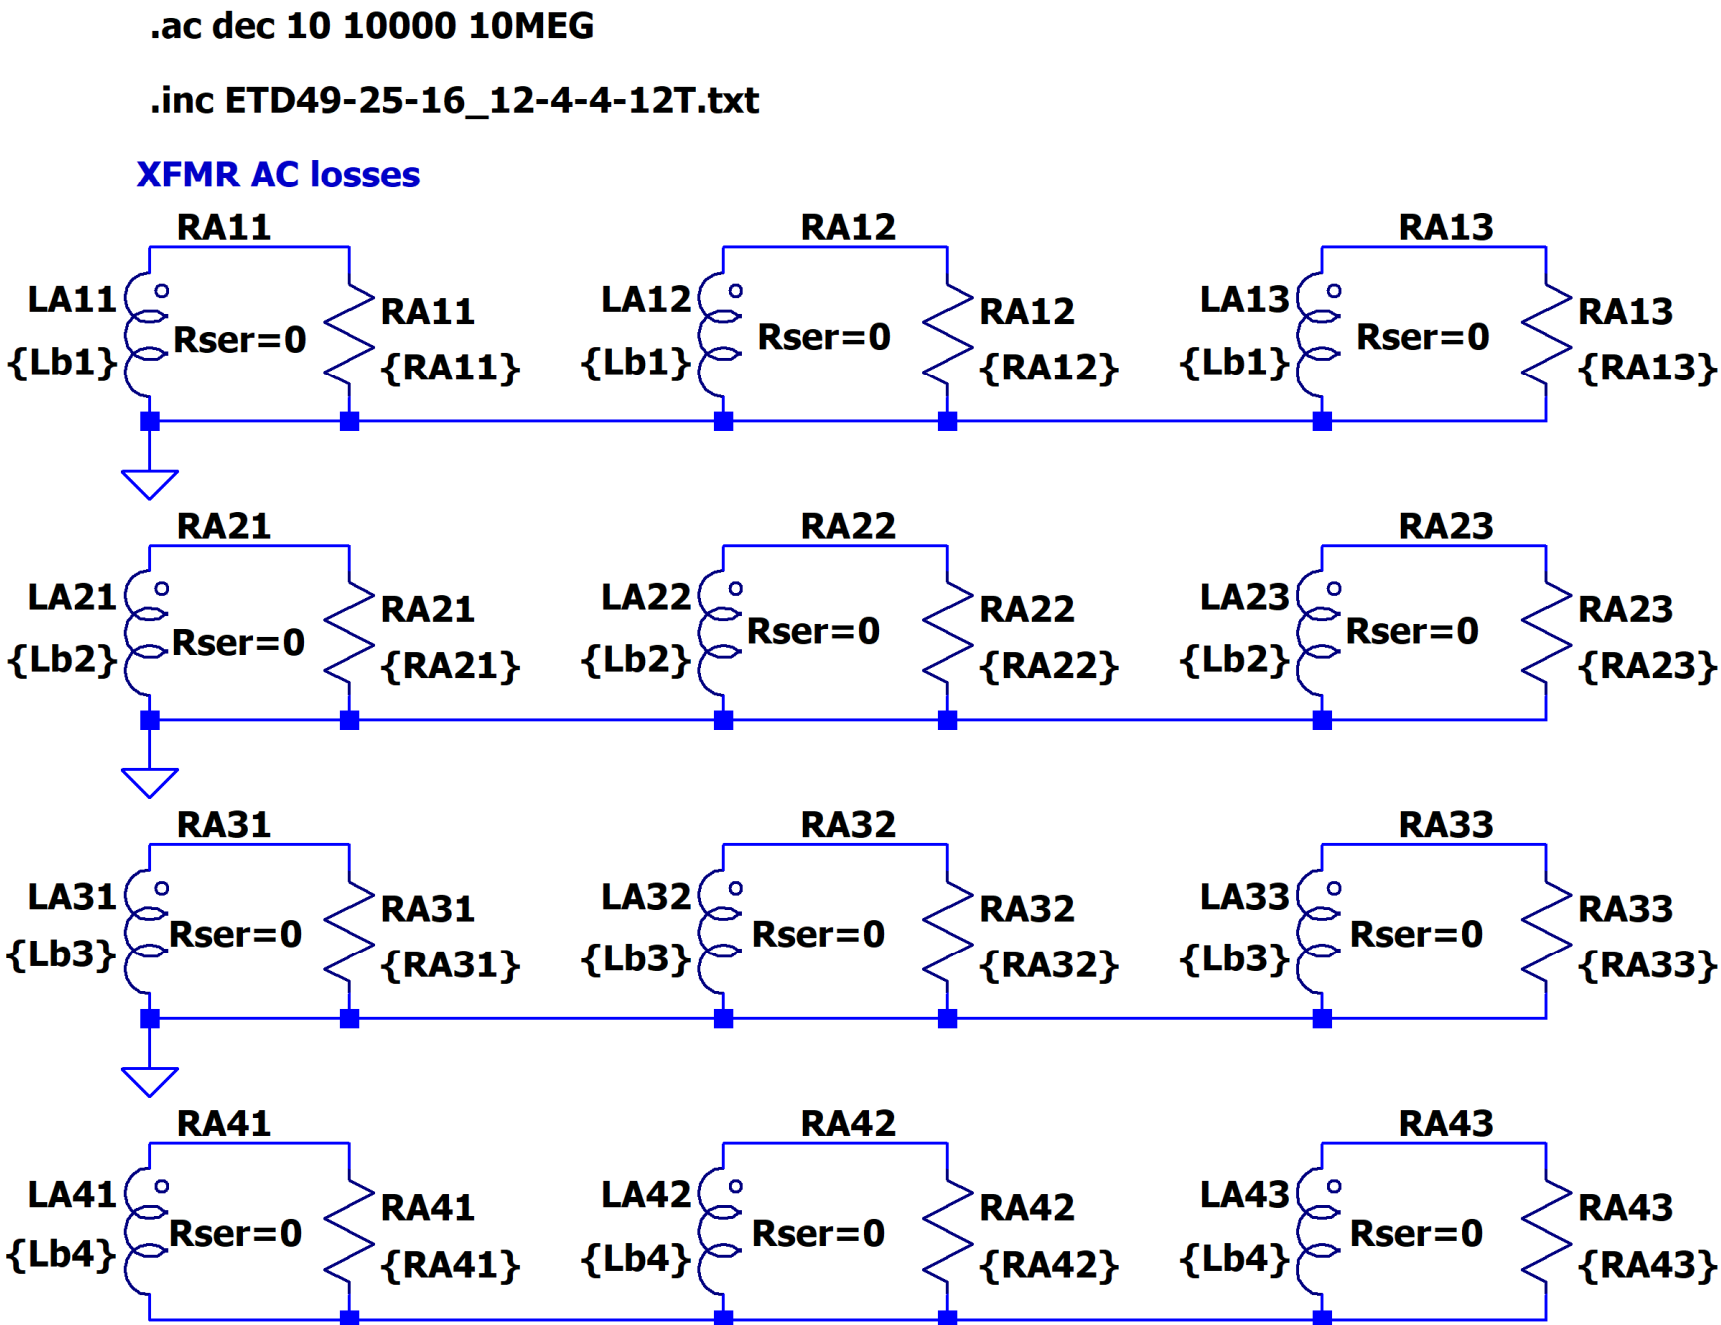 .ac dec 10 10000 10MEG
.inc ETD49-25-16_12-4-4-12T.txt
XFMR AC losses
RA11 RA12 RA13
LA11 RA11 LA12 RA12 LA13 RA13
Rser=0 Rser=0 Rser=0
{Lb1} {RA11} {Lb1} {RA12} {Lb1} {RA13}
RA21 RA22 RA23
LA21 RA21 LA22 RA22 LA23 RA23
Rser=0 Rser=0 Rser=0
{Lb2} {RA21} {Lb2} {RA22} {Lb2} {RA23}
RA31 RA32 RA33
LA31 RA31 LA32 RA32 LA33 RA33
Rser=0 Rser=0 Rser=0
{Lb3} {RA31} {Lb3} {RA32} {Lb3} {RA33}
RA41 RA42 RA43
LA41 RA41 LA42 RA42 LA43 RA43
Rser=0 Rser=0 Rser=0
{Lb4} {RA41} {Lb4} {RA42} {Lb4} {RA43}